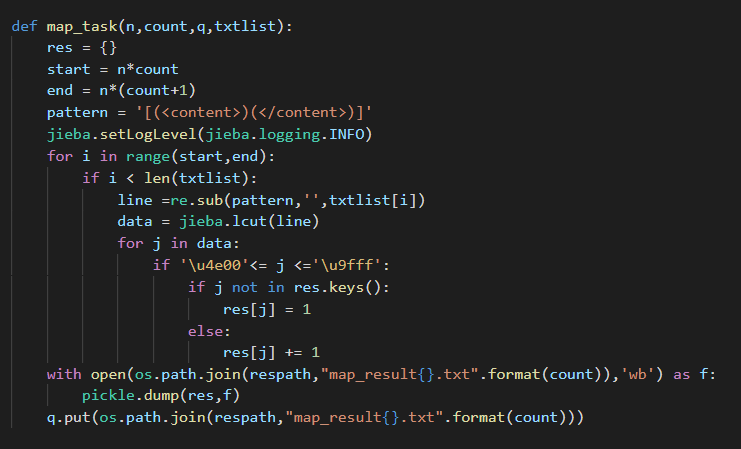 def map_task(n,count,q,txtlist):
    res = {}
    start = n*count
    end = n*(count+1)
    pattern = '[(<content>)(</content>)]'
    jieba.setLogLevel(jieba.logging.INFO)
    for i in range(start,end):
        if i < len(txtlist):
            line =re.sub(pattern,'',txtlist[i])
            data = jieba.lcut(line)
            for j in data:
                if '\u4e00'<= j <='\u9fff':
                    if j not in res.keys():
                        res[j] = 1
                    else:
                        res[j] += 1
    with open(os.path.join(respath,"map_result{}.txt".format(count)),'wb') as f:
        pickle.dump(res,f)
    q.put(os.path.join(respath,"map_result{}.txt".format(count)))